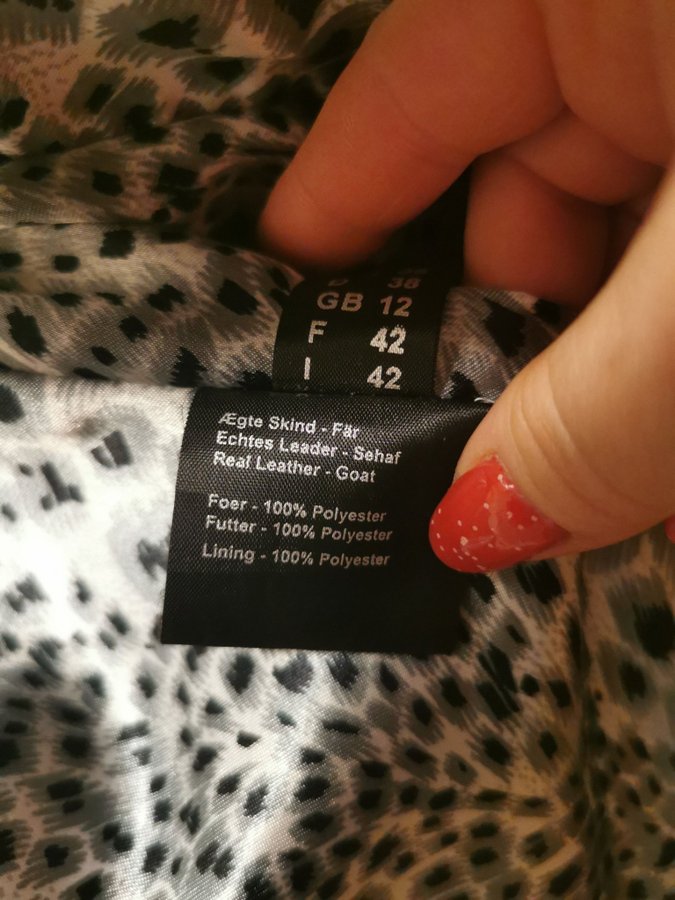 D 38
GB 12
F 42
I 42
Ægte Skind - Får
Echtes Leader - Sehaf
Real Leather - Goat
Foer - 100% Polyester
Futter - 100% Polyester
Lining - 100% Polyester